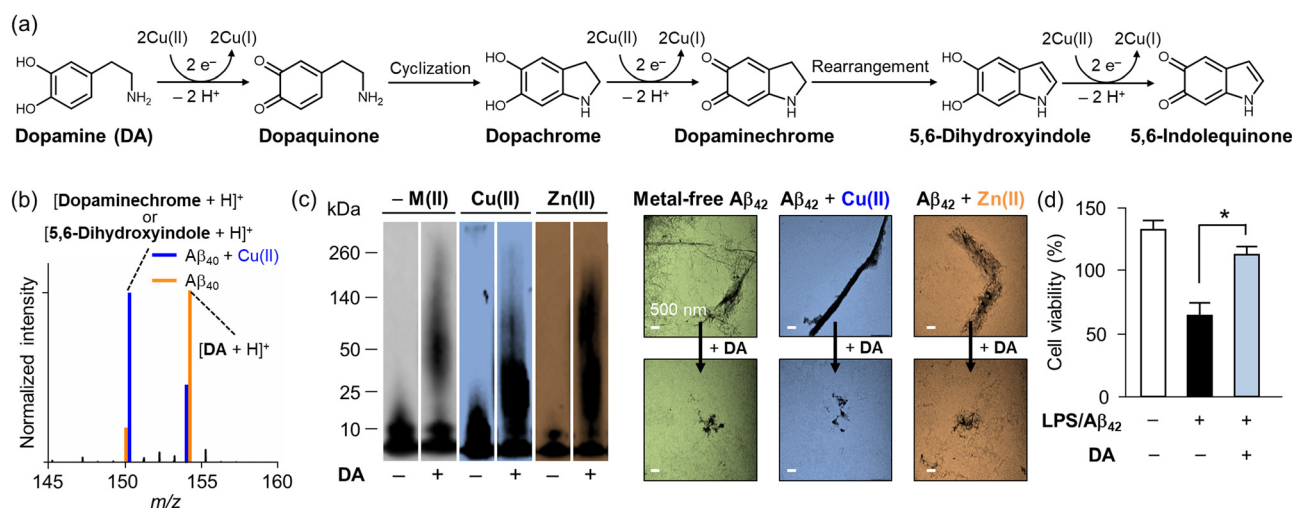 (a)
2Cu(II) 2Cu(I)
2 e⁻
– 2 H⁺
HO
HO
NH₂
Dopamine (DA)
O
O
NH₂
Dopaquinone
Cyclization
HO
HO
N
H
Dopachrome
2Cu(II) 2Cu(I)
2 e⁻
– 2 H⁺
O
O
N
H
Dopaminechrome
Rearrangement
HO
HO
N
H
5,6-Dihydroxyindole
2Cu(II) 2Cu(I)
2 e⁻
– 2 H⁺
O
O
N
H
5,6-Indolequinone
(b)
[Dopaminechrome + H]⁺
or
[5,6-Dihydroxyindole + H]⁺
Aβ₄₀ + Cu(II)
Aβ₄₀
[DA + H]⁺
Normalized intensity
145 150 155 160
m/z
(c)
– M(II) Cu(II) Zn(II)
kDa
260
140
50
25
10
DA – + – + – +
Metal-free Aβ₄₂ Aβ₄₂ + Cu(II) Aβ₄₂ + Zn(II)
500 nm
+ DA + DA + DA
(d)
Cell viability (%)
150
100
50
0
*
LPS/Aβ₄₂ – + +
DA – – +